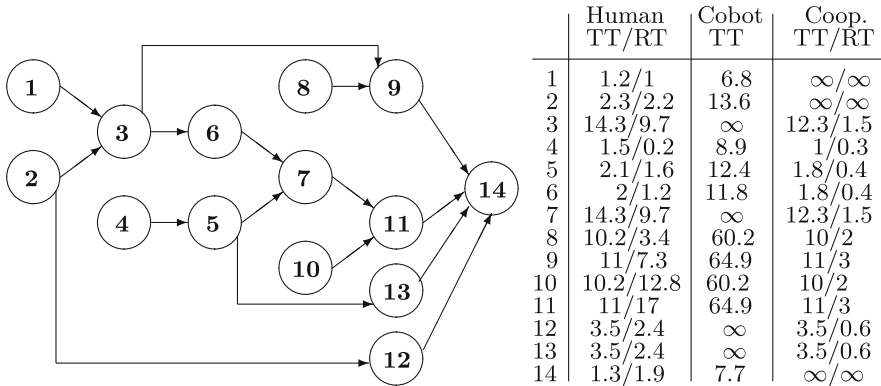 1
8
9
3
6
2
7
14
4
5
11
10
13
12
Human Cobot Coop.
TT/RT TT TT/RT
1 1.2/1 6.8 ∞/∞
2 2.3/2.2 13.6 ∞/∞
3 14.3/9.7 ∞ 12.3/1.5
4 1.5/0.2 8.9 1/0.3
5 2.1/1.6 12.4 1.8/0.4
6 2/1.2 11.8 1.8/0.4
7 14.3/9.7 ∞ 12.3/1.5
8 10.2/3.4 60.2 10/2
9 11/7.3 64.9 11/3
10 10.2/12.8 60.2 10/2
11 11/17 64.9 11/3
12 3.5/2.4 ∞ 3.5/0.6
13 3.5/2.4 ∞ 3.5/0.6
14 1.3/1.9 7.7 ∞/∞